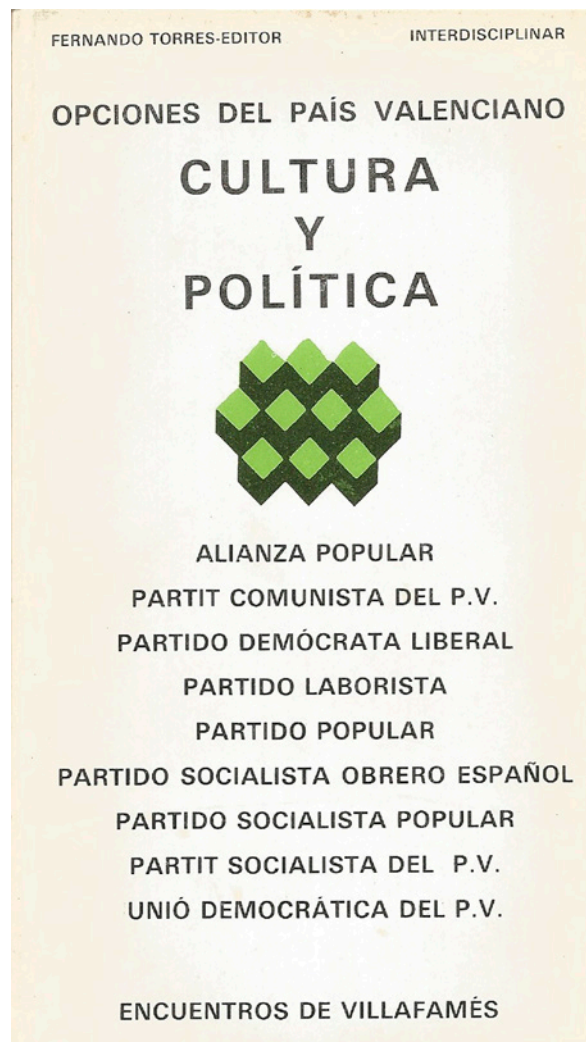 FERNANDO TORRES-EDITOR INTERDISCIPLINAR
OPCIONES DEL PAÍS VALENCIANO
CULTURA
Y
POLÍTICA
ALIANZA POPULAR
PARTIT COMUNISTA DEL P.V.
PARTIDO DEMÓCRATA LIBERAL
PARTIDO LABORISTA
PARTIDO POPULAR
PARTIDO SOCIALISTA OBRERO ESPAÑOL
PARTIDO SOCIALISTA POPULAR
PARTIT SOCIALISTA DEL P.V.
UNIÓ DEMOCRÁTICA DEL P.V.
ENCUENTROS DE VILLAFAMÉS